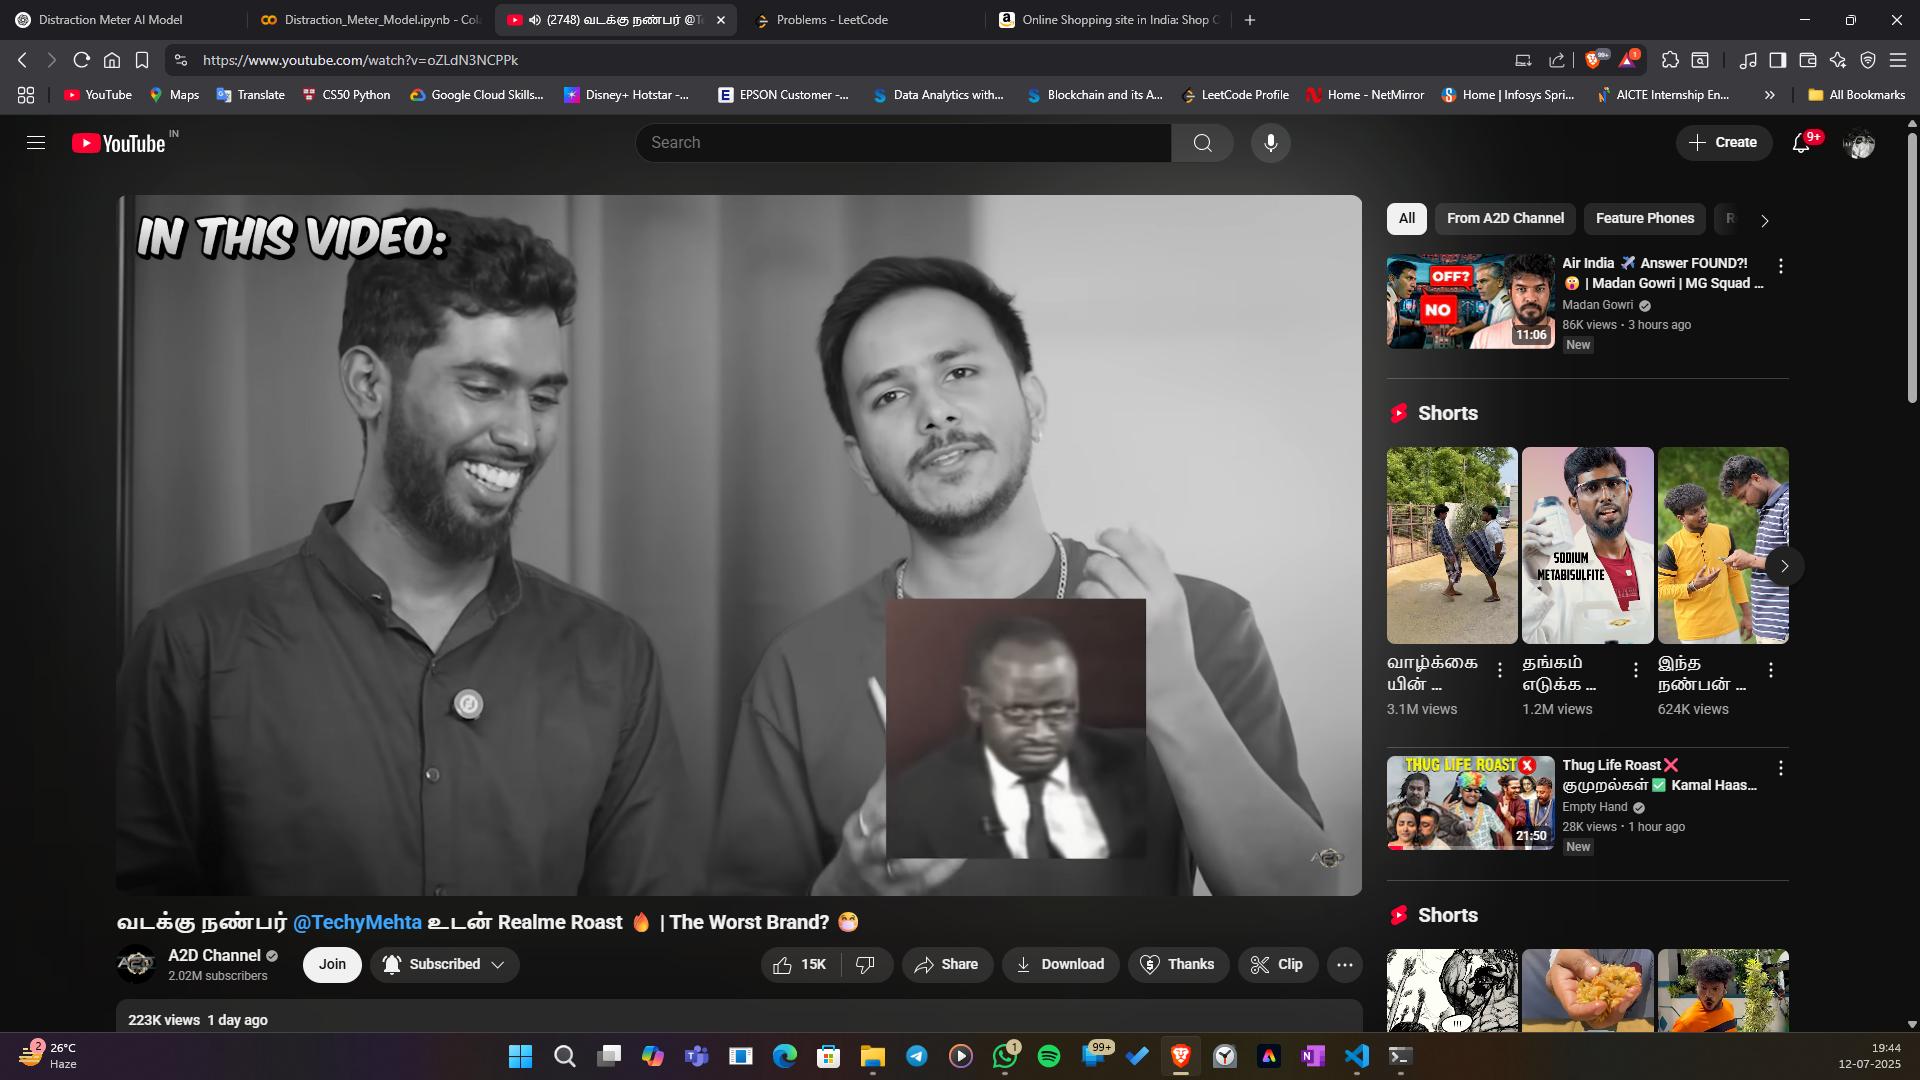 Distraction Meter AI Model
Distraction_Meter_Model.ipynb - Col
(2748) வடக்கு நண்பர் @Te
Problems - LeetCode
Online Shopping site in India: Shop O
https://www.youtube.com/watch?v=oZLdN3NCPPk
99+
1
YouTube
Maps
Translate
CS50 Python
Google Cloud Skills...
Disney+ Hotstar -...
EPSON Customer -...
Data Analytics with...
Blockchain and its A...
LeetCode Profile
Home - NetMirror
Home | Infosys Spri...
AICTE Internship En...
All Bookmarks
YouTube IN
Search
Create
9+
IN THIS VIDEO:
A2D
All
From A2D Channel
Feature Phones
OFF?
NO
11:06
Air India ✈️ Answer FOUND?!
😱 | Madan Gowri | MG Squad ...
Madan Gowri
86K views • 3 hours ago
New
Shorts
SODIUM
METABISULFITE
வாழ்க்கை
யின் ...
3.1M views
தங்கம்
எடுக்க ...
1.2M views
இந்த
நண்பன் ...
624K views
THUG LIFE ROAST
21:50
Thug Life Roast❌
குமுறல்கள்✅ Kamal Haas...
Empty Hand
28K views • 1 hour ago
New
வடக்கு நண்பர் @TechyMehta உடன் Realme Roast 🔥 | The Worst Brand? 😷
A2D
A2D Channel
2.02M subscribers
Join
Subscribed
15K
Share
Download
Thanks
Clip
Shorts
!!!
223K views 1 day ago
2
26°C
Haze
1
99+
19:44
12-07-2025